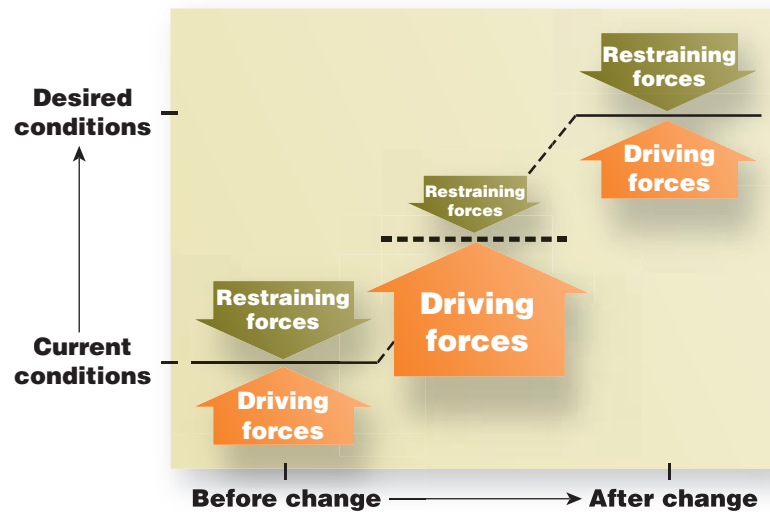 Desired
conditions
Current
conditions
Restraining
forces
Driving
forces
Restraining
forces
Driving
forces
Restraining
forces
Driving
forces
Before change
After change